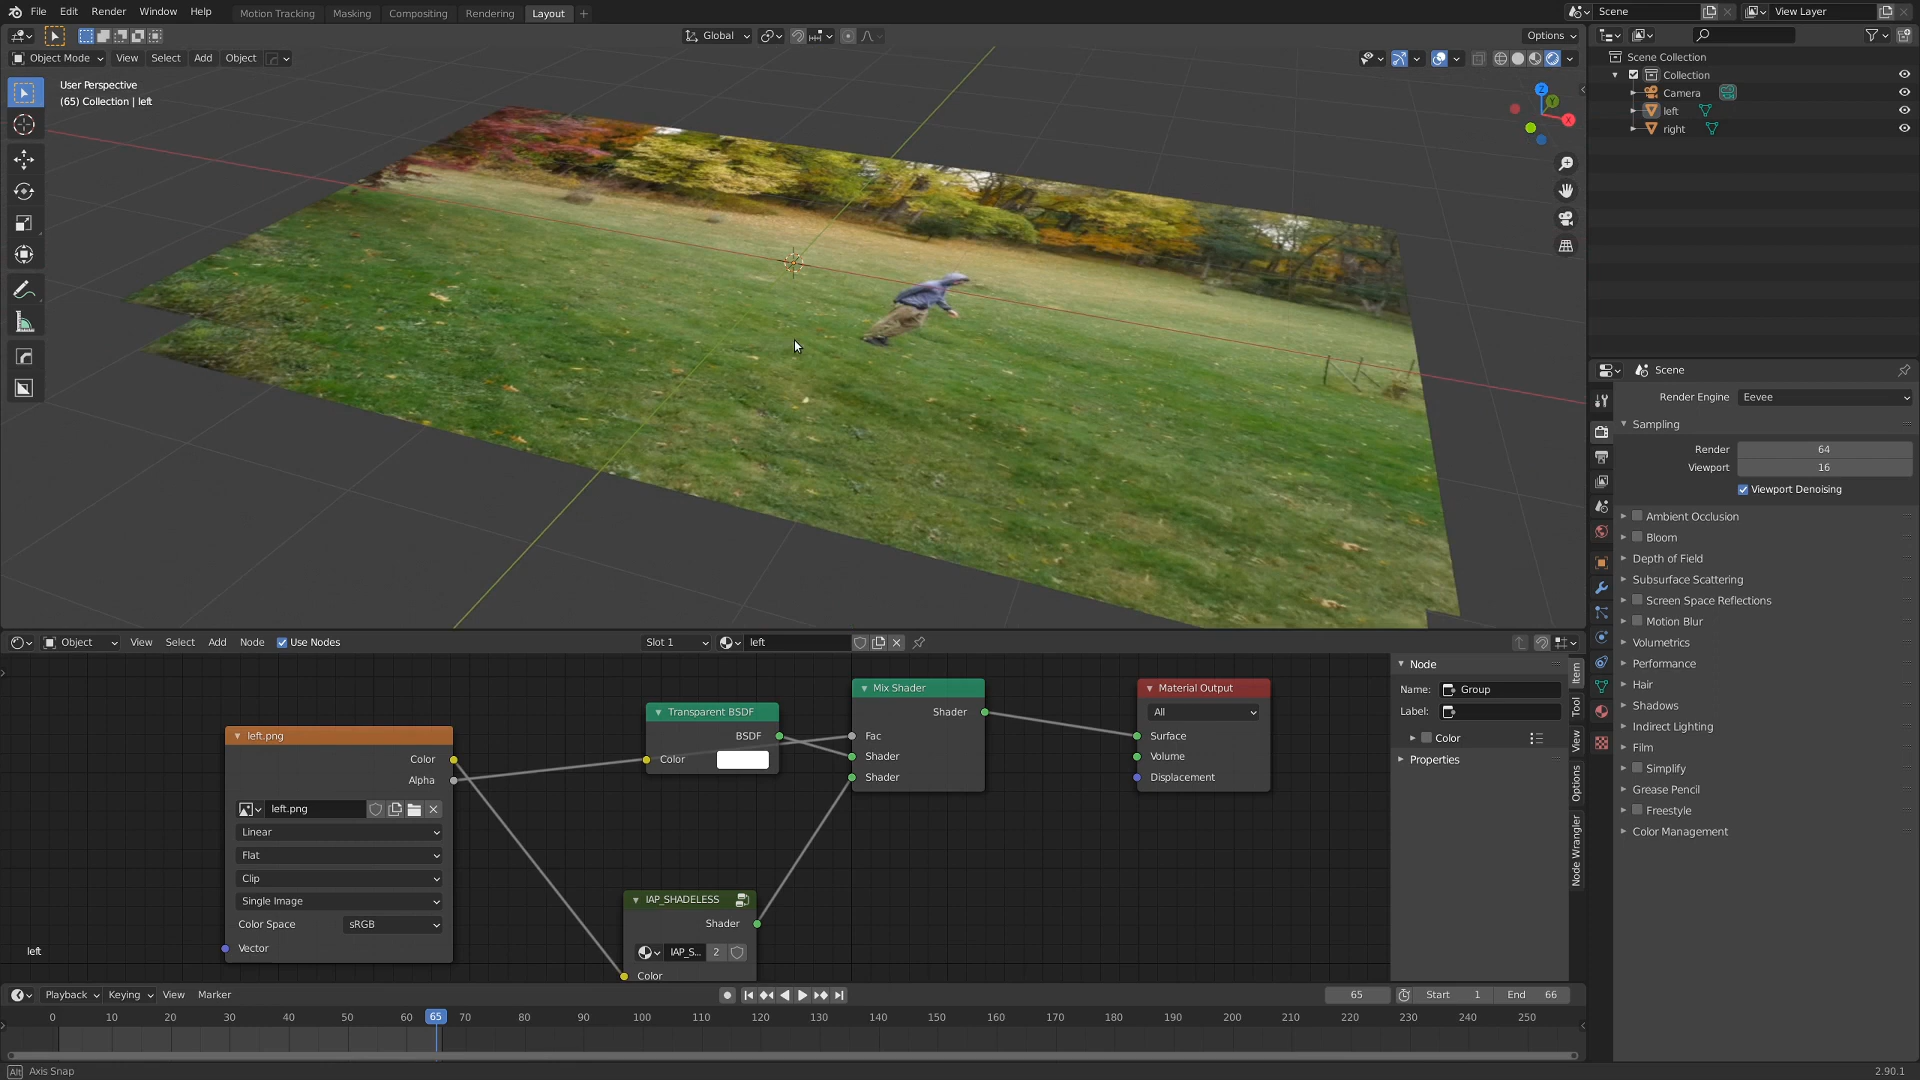 File Edit Render Window Help Motion Tracking Masking Compositing Rendering Layout Scene View Layer
Global Options
Object Mode View Select Add Object
User Perspective
(65) Collection | left
Z
Y
X
Scene Collection
Collection
Camera
left
right
Scene
Render Engine Eevee
Sampling
Render 64
Viewport 16
Viewport Denoising
Ambient Occlusion
Bloom
Depth of Field
Subsurface Scattering
Screen Space Reflections
Motion Blur
Volumetrics
Performance
Hair
Shadows
Indirect Lighting
Film
Simplify
Grease Pencil
Freestyle
Color Management
Object View Select Add Node Use Nodes Slot 1 left
left.png
Color
Alpha
left.png
Linear
Flat
Clip
Single Image
Color Space sRGB
Vector
Transparent BSDF
BSDF
Color
Mix Shader
Shader
Fac
Shader
Shader
Material Output
All
Surface
Volume
Displacement
IAP_SHADELESS
Shader
IAP_S... 2
Color
left
Node
Name: Group
Label:
Color
Properties
Item
Tool
View
Options
Node Wrangler
Playback Keying View Marker 65 Start 1 End 66
0 10 20 30 40 50 60 65 70 80 90 100 110 120 130 140 150 160 170 180 190 200 210 220 230 240 250
Alt Axis Snap 2.90.1